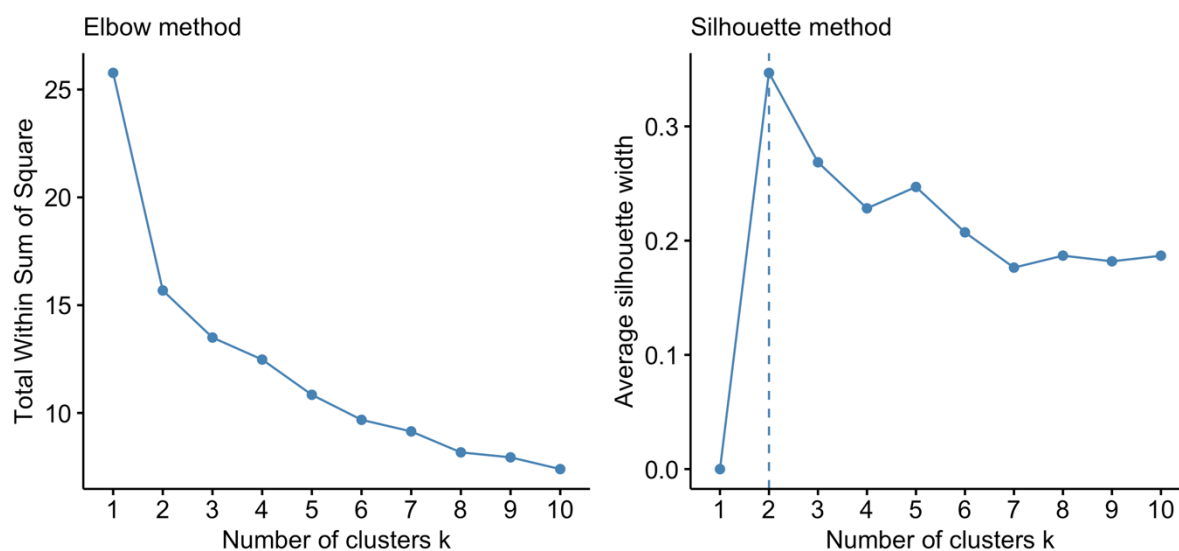 Elbow method
Total Within Sum of Square
25
20
15
10
1 2 3 4 5 6 7 8 9 10
Number of clusters k
Silhouette method
Average silhouette width
0.3
0.2
0.1
0.0
1 2 3 4 5 6 7 8 9 10
Number of clusters k